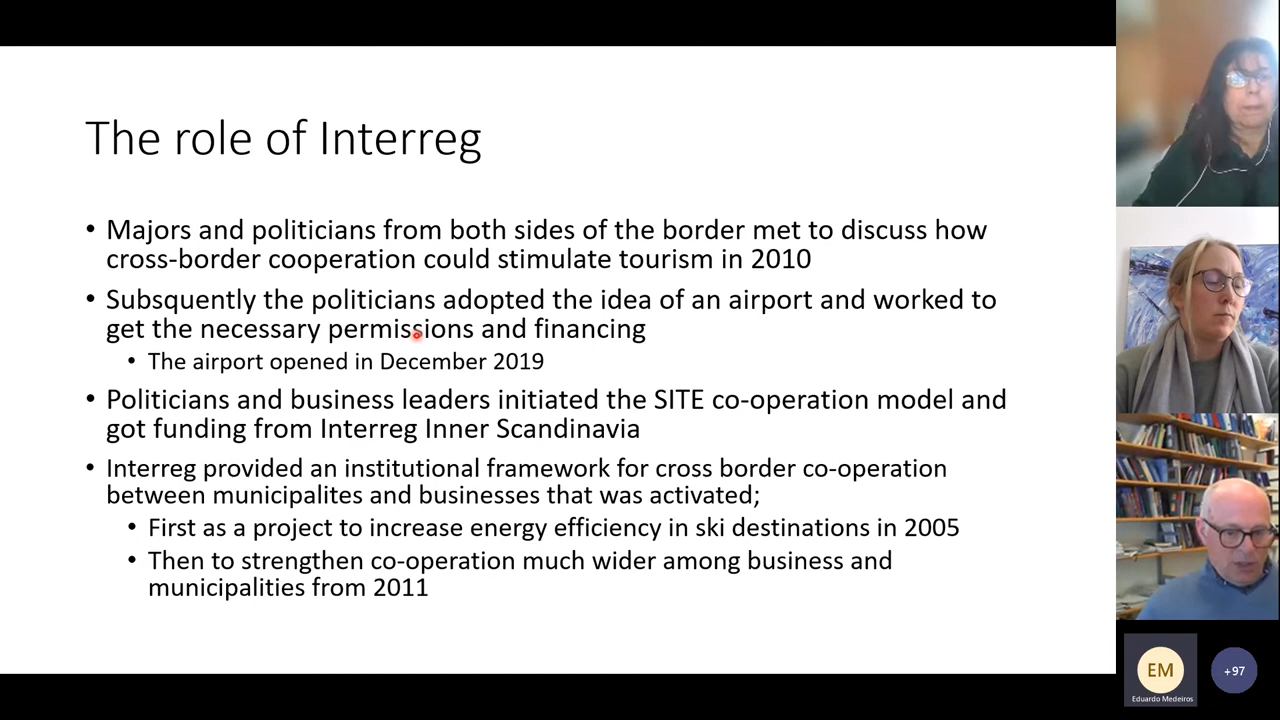 The role of Interreg
• Majors and politicians from both sides of the border met to discuss how
cross-border cooperation could stimulate tourism in 2010
• Subsquently the politicians adopted the idea of an airport and worked to
get the necessary permissions and financing
• The airport opened in December 2019
• Politicians and business leaders initiated the SITE co-operation model and
got funding from Interreg Inner Scandinavia
• Interreg provided an institutional framework for cross border co-operation
between municipalites and businesses that was activated;
• First as a project to increase energy efficiency in ski destinations in 2005
• Then to strengthen co-operation much wider among business and
municipalities from 2011
EM
Eduardo Medeiros
+97